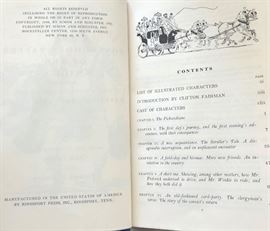 ALL RIGHTS RESERVED
INCLUDING THE RIGHT OF REPRODUCTION
IN WHOLE OR IN PART IN ANY FORM
COPYRIGHT, BY SIMON AND SCHUSTER, INC.
PUBLISHED BY SIMON AND SCHUSTER, INC.
ROCKEFELLER CENTER, 1230 SIXTH AVENUE
NEW YORK 20, N. Y.
MANUFACTURED IN THE UNITED STATES OF AMERICA
BY KINGSPORT PRESS, INC., KINGSPORT, TENN.
CONTENTS
PAGE
LIST OF ILLUSTRATED CHARACTERS
INTRODUCTION BY CLIFTON FADIMAN
CAST OF CHARACTERS
CHAPTER I. The Pickwickians
CHAPTER II. The first day's journey, and the first evening's adventures; with their consequences
CHAPTER III. A new acquaintance. The Stroller's Tale. A disagreeable interruption, and an unpleasant encounter
CHAPTER IV. A field-day and bivouac. More new friends. An invitation to the country
CHAPTER V. A short one. Showing, among other matters, how Mr. Pickwick undertook to drive, and Mr. Winkle to ride; and how they both did it
CHAPTER VI. An old-fashioned card-party. The clergyman's verses. The story of the convict's return